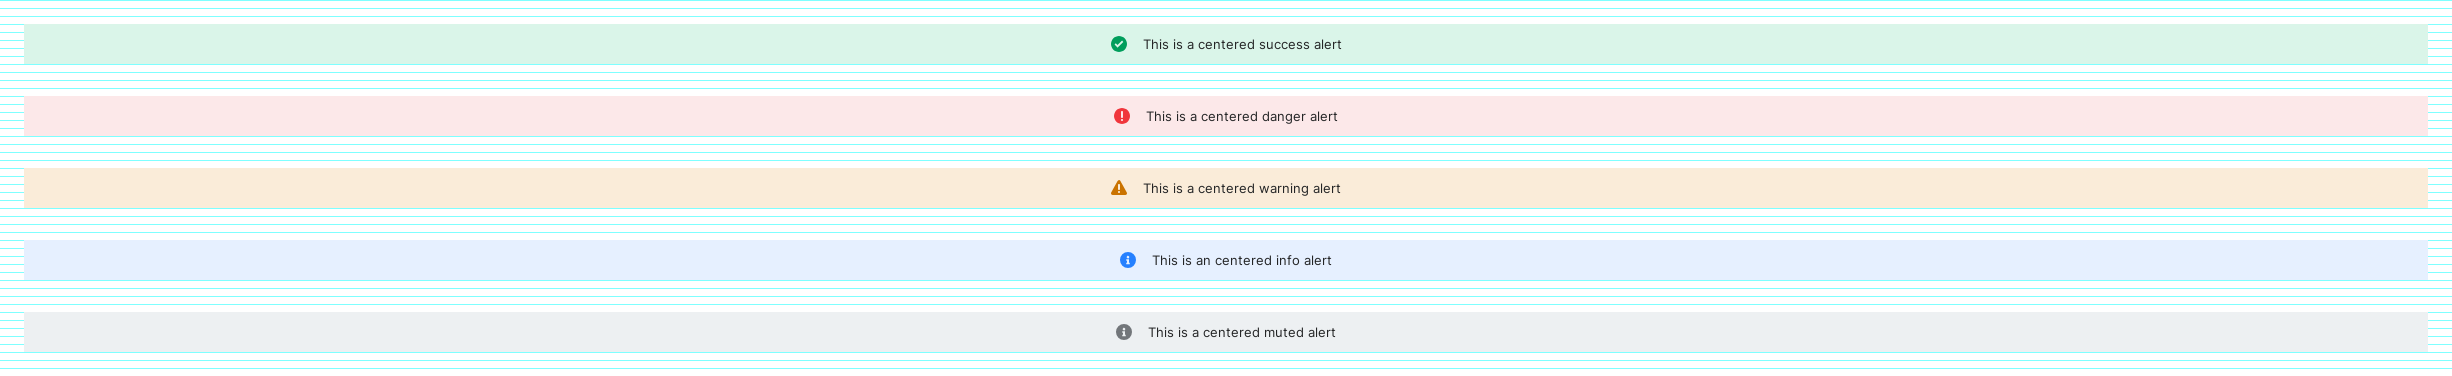 This is a centered success alert
This is a centered danger alert
This is a centered warning alert
This is an centered info alert
This is a centered muted alert